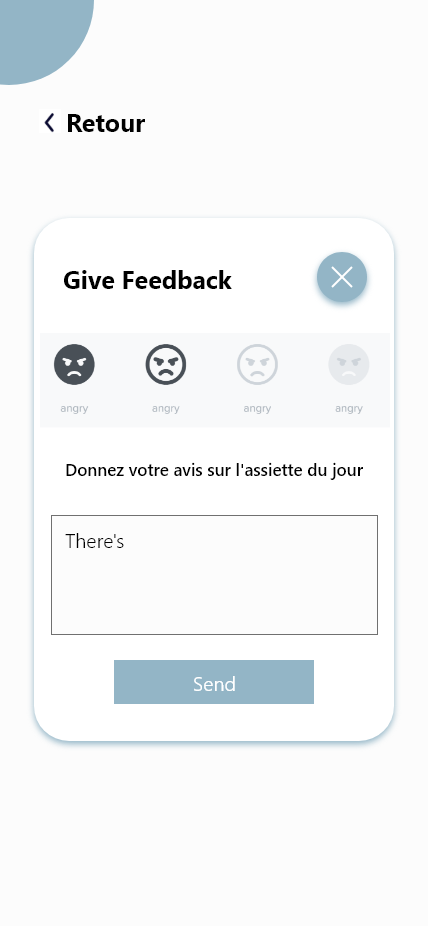 Retour
Give Feedback
angry angry angry angry
Donnez votre avis sur l'assiette du jour
There's
Send